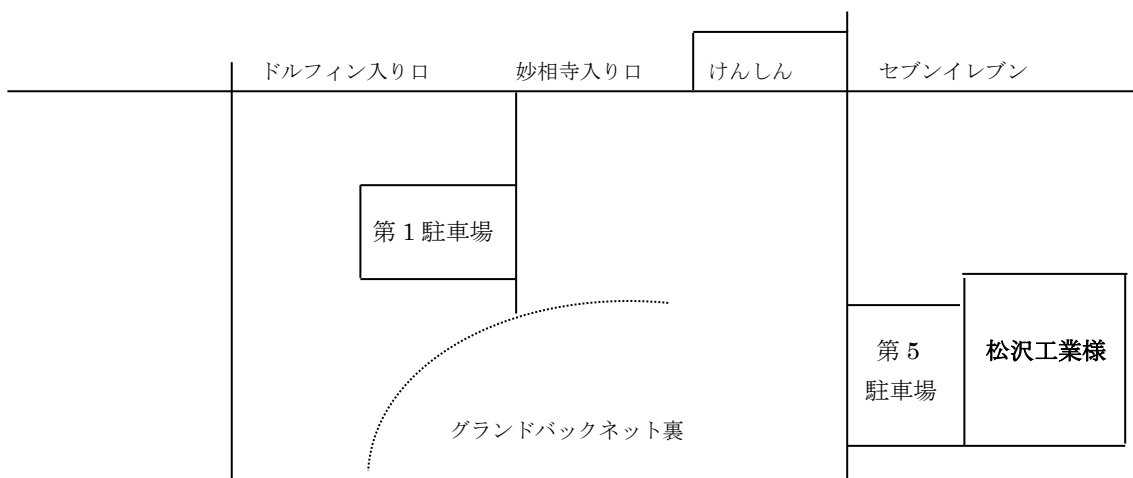 ドルフィン入り口
妙相寺入り口
けんしん
セブンイレブン
第1駐車場
第5
駐車場
松沢工業様
グランドバックネット裏